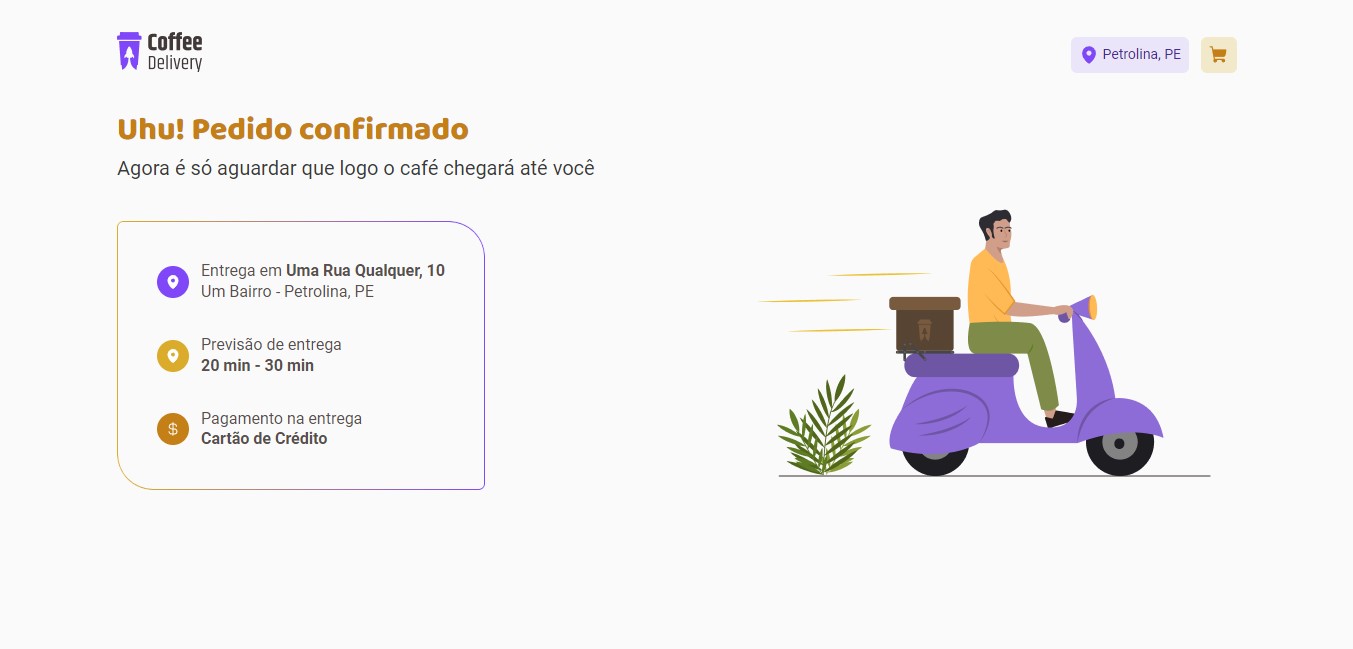 Coffee
Delivery
Petrolina, PE
Uhu! Pedido confirmado
Agora é só aguardar que logo o café chegará até você
Entrega em Uma Rua Qualquer, 10
Um Bairro - Petrolina, PE
Previsão de entrega
20 min - 30 min
Pagamento na entrega
$
Cartão de Crédito